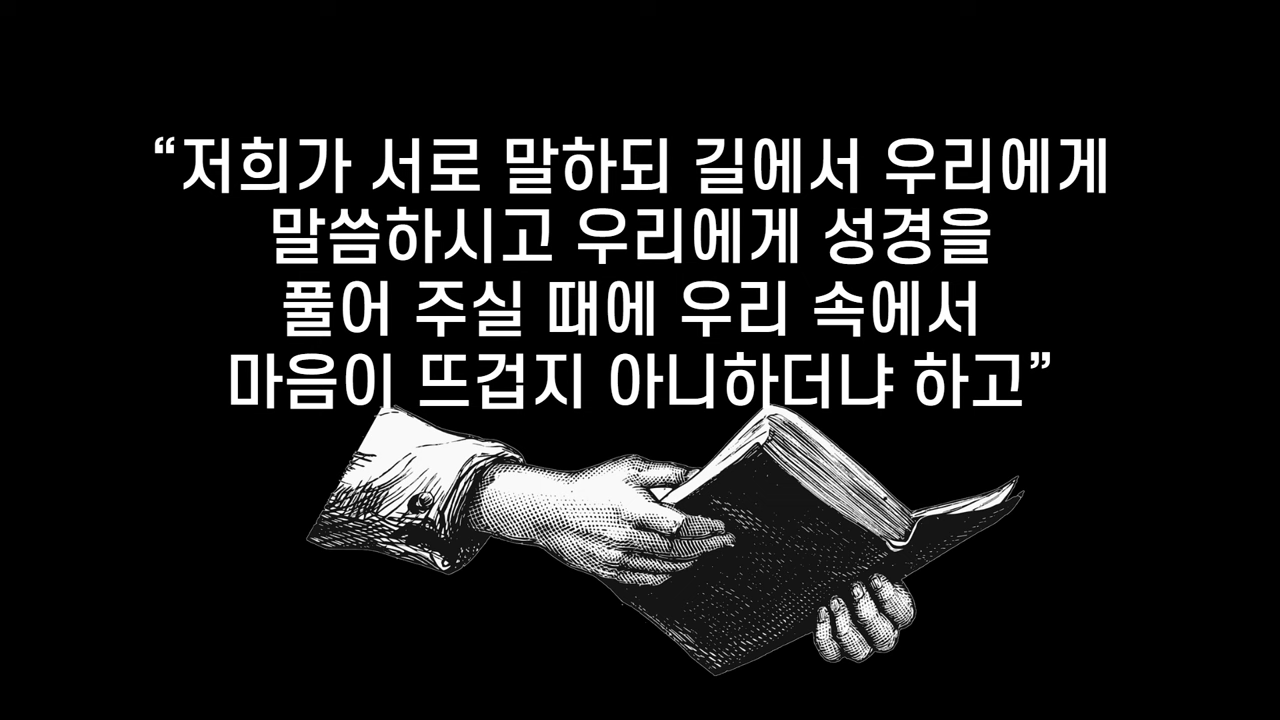 “저희가 서로 말하되 길에서 우리에게
말씀하시고 우리에게 성경을
풀어 주실 때에 우리 속에서
마음이 뜨겁지 아니하더냐 하고”